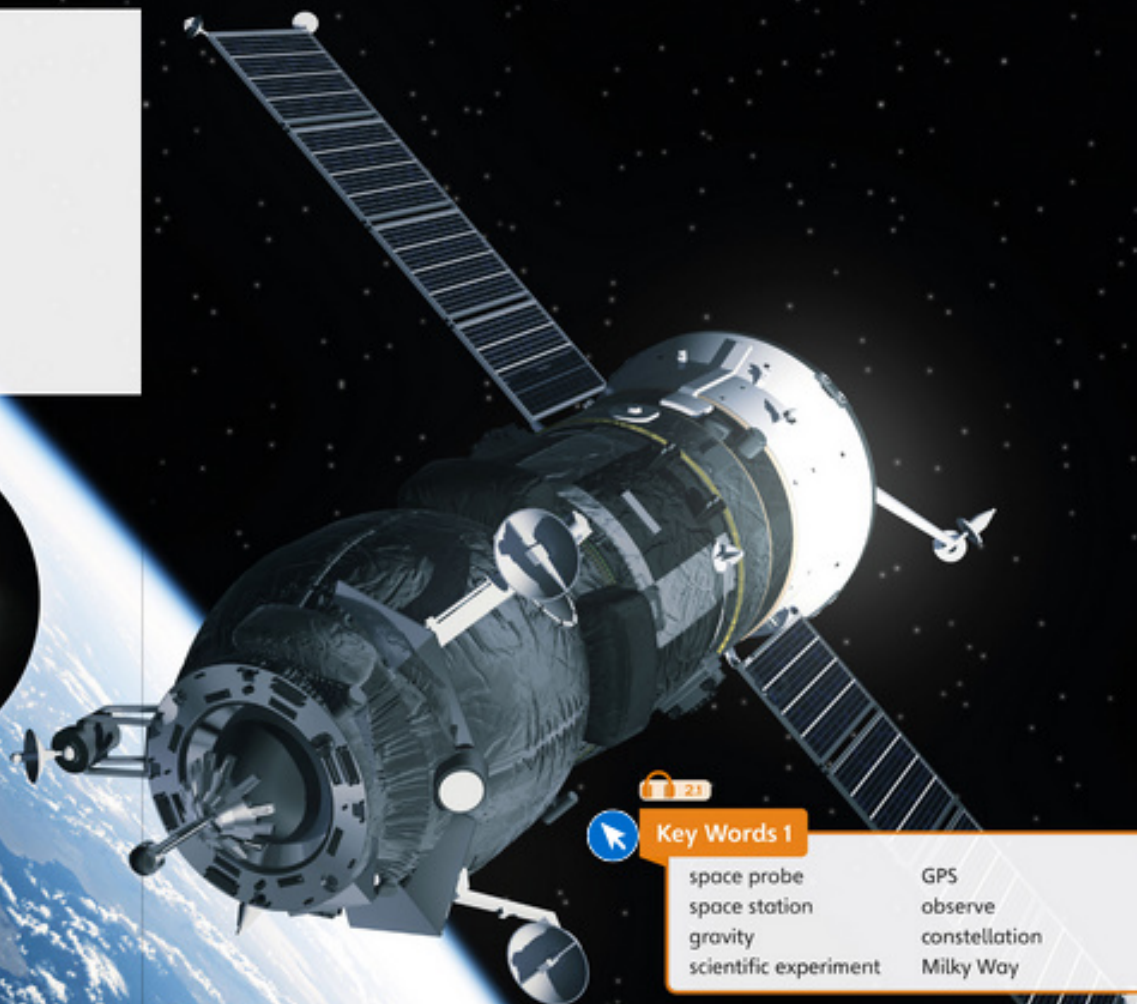 2.1
Key Words 1
space probe
space station
gravity
scientific experiment
GPS
observe
constellation
Milky Way